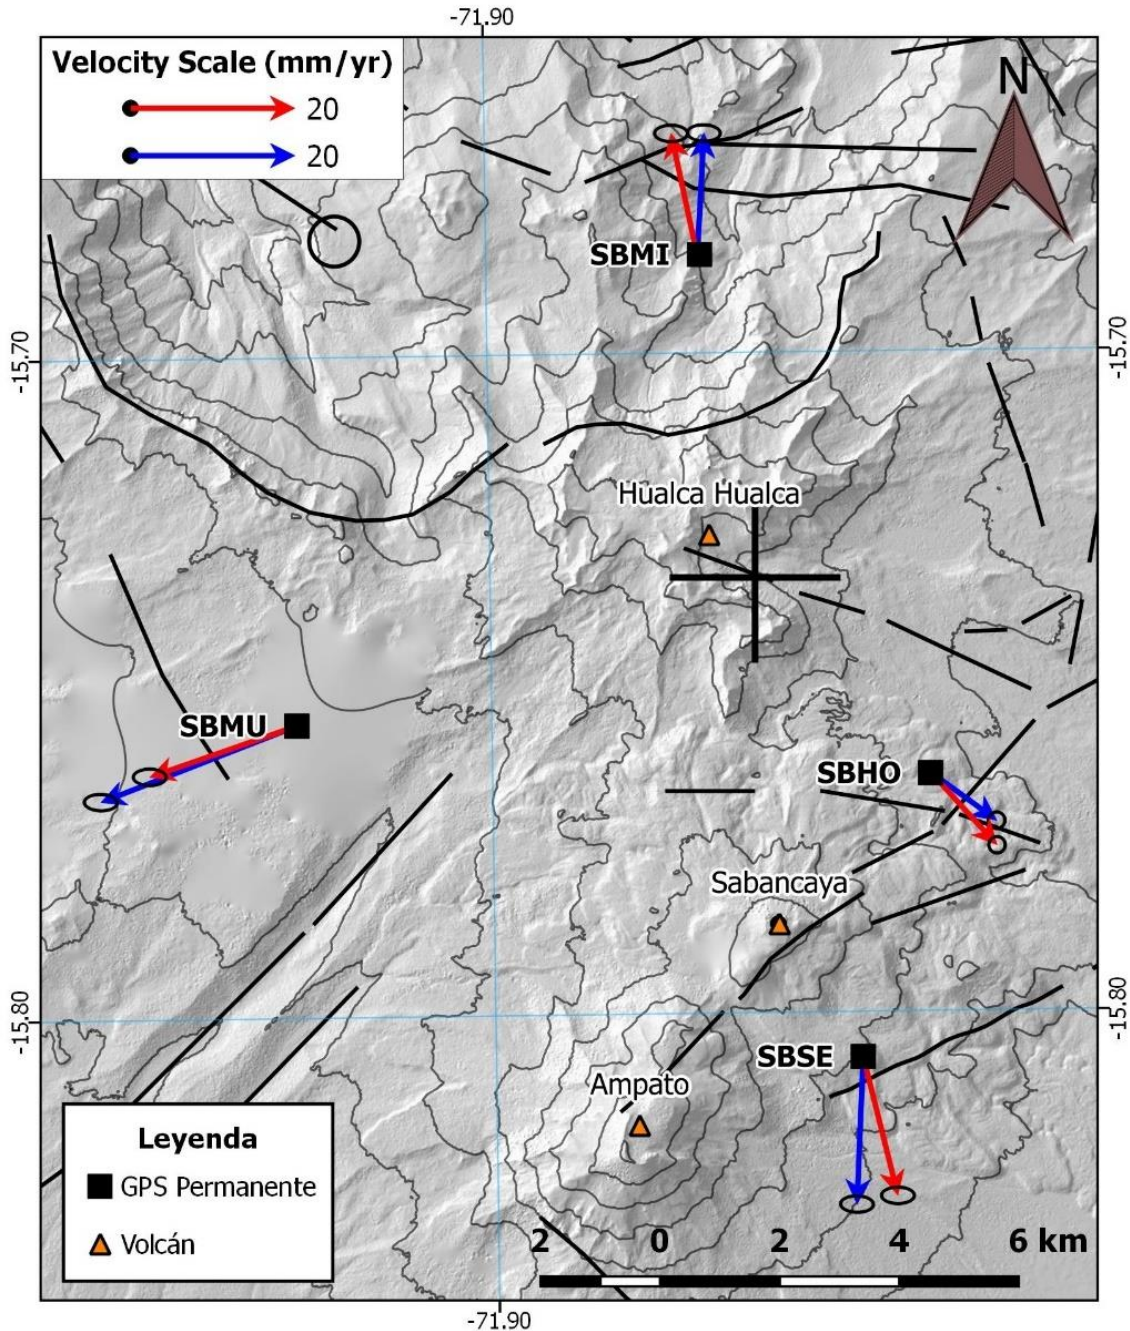 -71.90
Velocity Scale (mm/yr)
20
20
N
SBMI
-15.70
-15.70
Hualca Hualca
SBMU
SBHO
Sabancaya
-15.80
-15.80
SBSE
Ampato
Leyenda
GPS Permanente
Volcán
2 0 2 4 6 km
-71.90